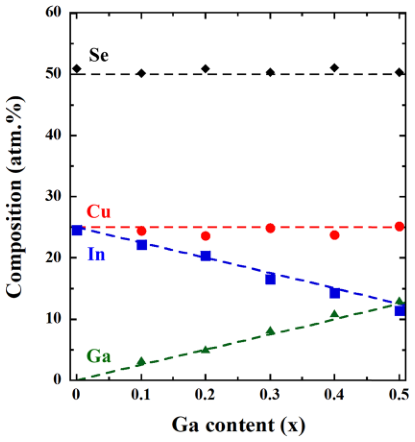 60
50
40
30
20
10
0
Se
Cu
In
Ga
0 0.1 0.2 0.3 0.4 0.5
Composition (atm.%)
Ga content (x)